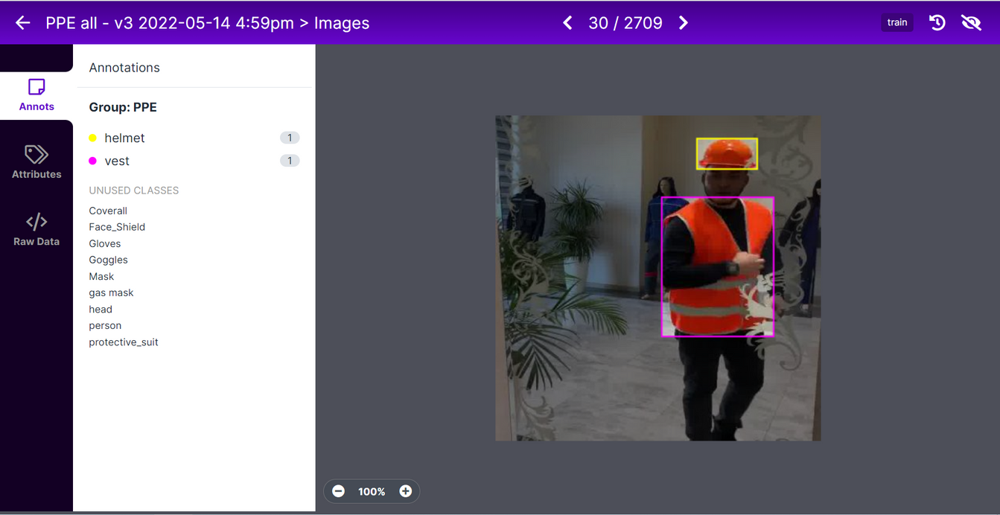 PPE all - v3 2022-05-14 4:59pm > Images
30 / 2709
train
Annots
Attributes
Raw Data
Annotations
Group: PPE
helmet 1
vest 1
UNUSED CLASSES
Coverall
Face_Shield
Gloves
Goggles
Mask
gas mask
head
person
protective_suit
100%